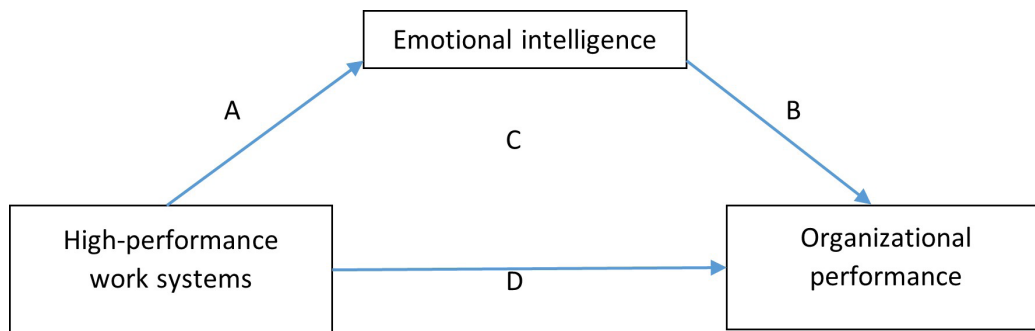 Emotional intelligence
A
B
C
High-performance
work systems
Organizational
performance
D